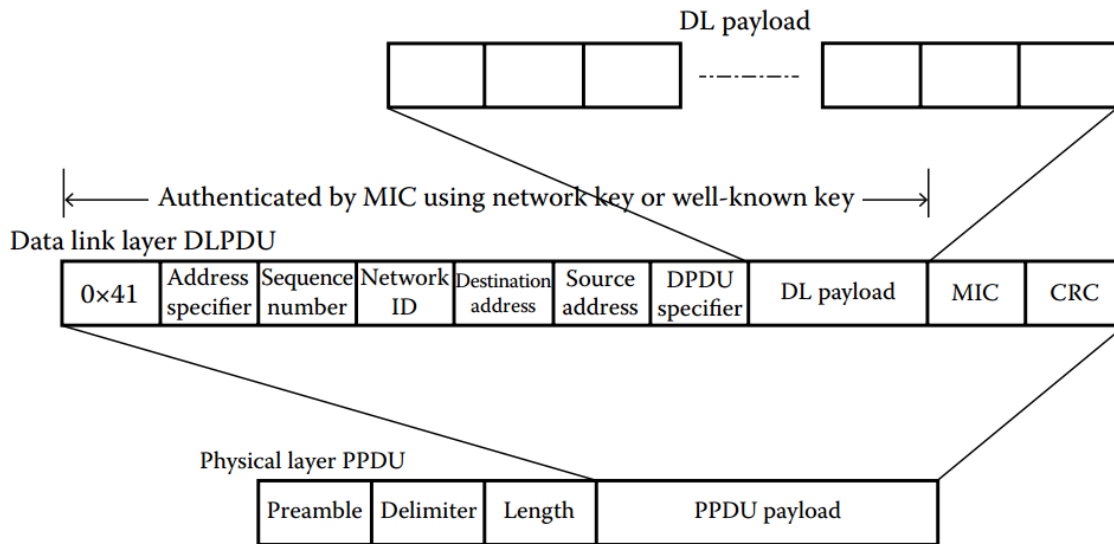 DL payload
Authenticated by MIC using network key or well-known key
Data link layer DLPDU
0×41
Address
specifier
Sequence
number
Network
ID
Destination
address
Source
address
DPDU
specifier
DL payload
MIC
CRC
Physical layer PPDU
Preamble
Delimiter
Length
PPDU payload